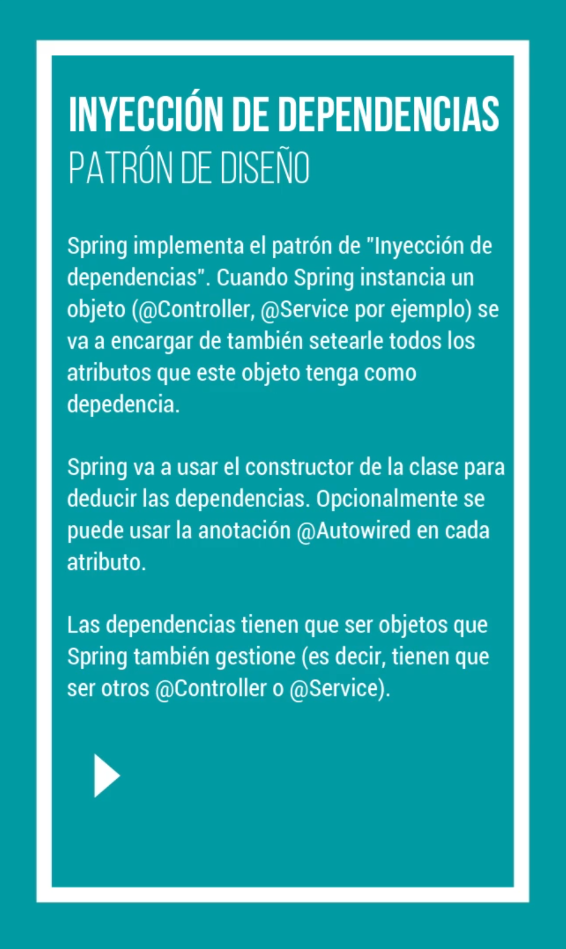 INYECCIÓN DE DEPENDENCIAS
PATRÓN DE DISEÑO
Spring implementa el patrón de "Inyección de
dependencias". Cuando Spring instancia un
objeto (@Controller, @Service por ejemplo) se
va a encargar de también setearle todos los
atributos que este objeto tenga como
depedencia.
Spring va a usar el constructor de la clase para
deducir las dependencias. Opcionalmente se
puede usar la anotación @Autowired en cada
atributo.
Las dependencias tienen que ser objetos que
Spring también gestione (es decir, tienen que
ser otros @Controller o @Service).